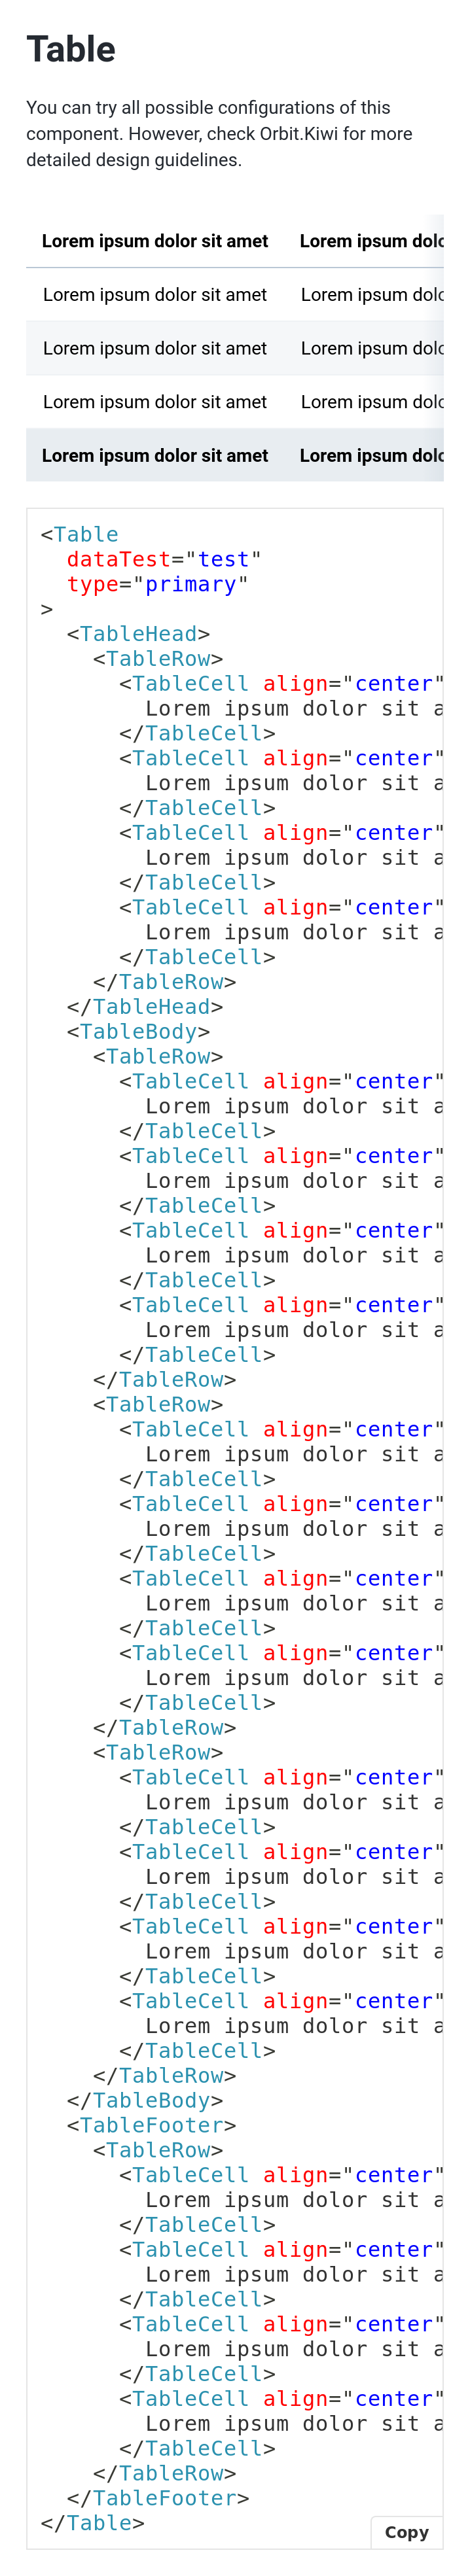 Table
You can try all possible configurations of this
component. However, check Orbit.Kiwi for more
detailed design guidelines.
Lorem ipsum dolor sit amet Lorem ipsum
Lorem ipsum dolor sit amet Lorem ipsum
Lorem ipsum dolor sit amet Lorem ipsum
Lorem ipsum dolor sit amet Lorem ipsum
Lorem ipsum dolor sit amet Lorem ipsum
<Table
  dataTest="test"
  type="primary"
>
  <TableHead>
    <TableRow>
      <TableCell align="center"
        Lorem ipsum dolor sit a
      </TableCell>
      <TableCell align="center"
        Lorem ipsum dolor sit a
      </TableCell>
      <TableCell align="center"
        Lorem ipsum dolor sit a
      </TableCell>
      <TableCell align="center"
        Lorem ipsum dolor sit a
      </TableCell>
    </TableRow>
  </TableHead>
  <TableBody>
    <TableRow>
      <TableCell align="center"
        Lorem ipsum dolor sit a
      </TableCell>
      <TableCell align="center"
        Lorem ipsum dolor sit a
      </TableCell>
      <TableCell align="center"
        Lorem ipsum dolor sit a
      </TableCell>
      <TableCell align="center"
        Lorem ipsum dolor sit a
      </TableCell>
    </TableRow>
    <TableRow>
      <TableCell align="center"
        Lorem ipsum dolor sit a
      </TableCell>
      <TableCell align="center"
        Lorem ipsum dolor sit a
      </TableCell>
      <TableCell align="center"
        Lorem ipsum dolor sit a
      </TableCell>
      <TableCell align="center"
        Lorem ipsum dolor sit a
      </TableCell>
    </TableRow>
    <TableRow>
      <TableCell align="center"
        Lorem ipsum dolor sit a
      </TableCell>
      <TableCell align="center"
        Lorem ipsum dolor sit a
      </TableCell>
      <TableCell align="center"
        Lorem ipsum dolor sit a
      </TableCell>
      <TableCell align="center"
        Lorem ipsum dolor sit a
      </TableCell>
    </TableRow>
  </TableBody>
  <TableFooter>
    <TableRow>
      <TableCell align="center"
        Lorem ipsum dolor sit a
      </TableCell>
      <TableCell align="center"
        Lorem ipsum dolor sit a
      </TableCell>
      <TableCell align="center"
        Lorem ipsum dolor sit a
      </TableCell>
      <TableCell align="center"
        Lorem ipsum dolor sit a
      </TableCell>
    </TableRow>
  </TableFooter>
</Table>
Copy